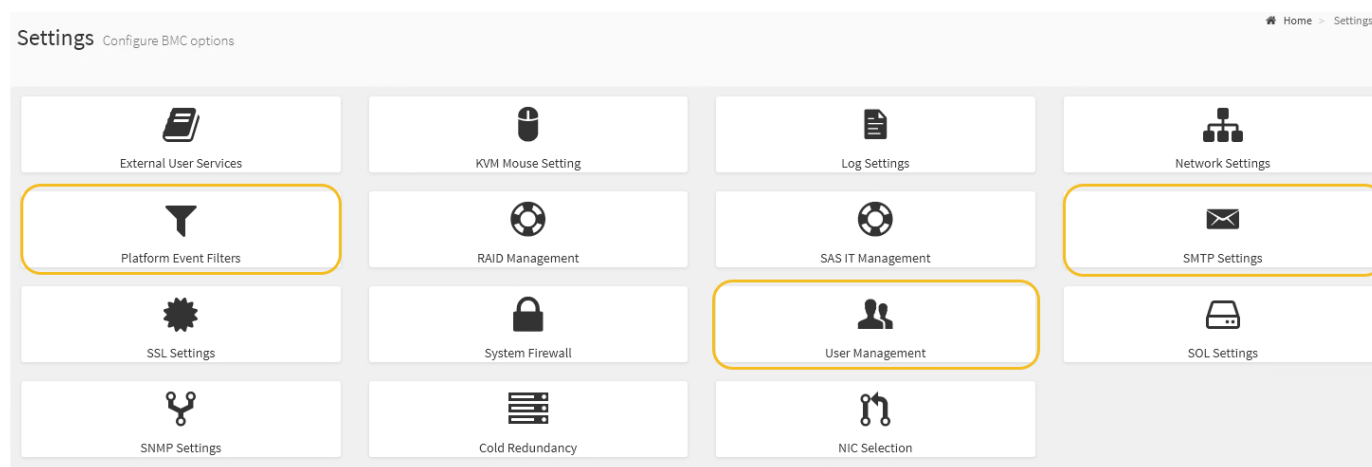 Home > Settings
Settings Configure BMC options
External User Services
KVM Mouse Setting
Log Settings
Network Settings
Platform Event Filters
RAID Management
SAS IT Management
SMTP Settings
SSL Settings
System Firewall
User Management
SOL Settings
SNMP Settings
Cold Redundancy
NIC Selection